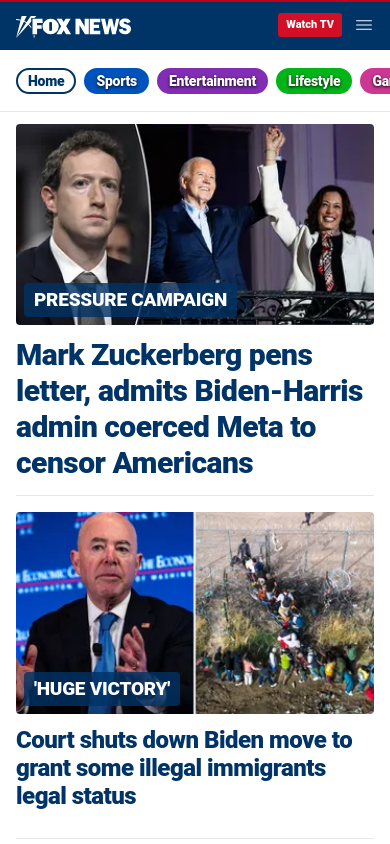 FOX NEWS
Watch TV
Home
Sports
Entertainment
Lifestyle
PRESSURE CAMPAIGN
Mark Zuckerberg pens
letter, admits Biden-Harris
admin coerced Meta to
censor Americans
'HUGE VICTORY'
Court shuts down Biden move to
grant some illegal immigrants
legal status